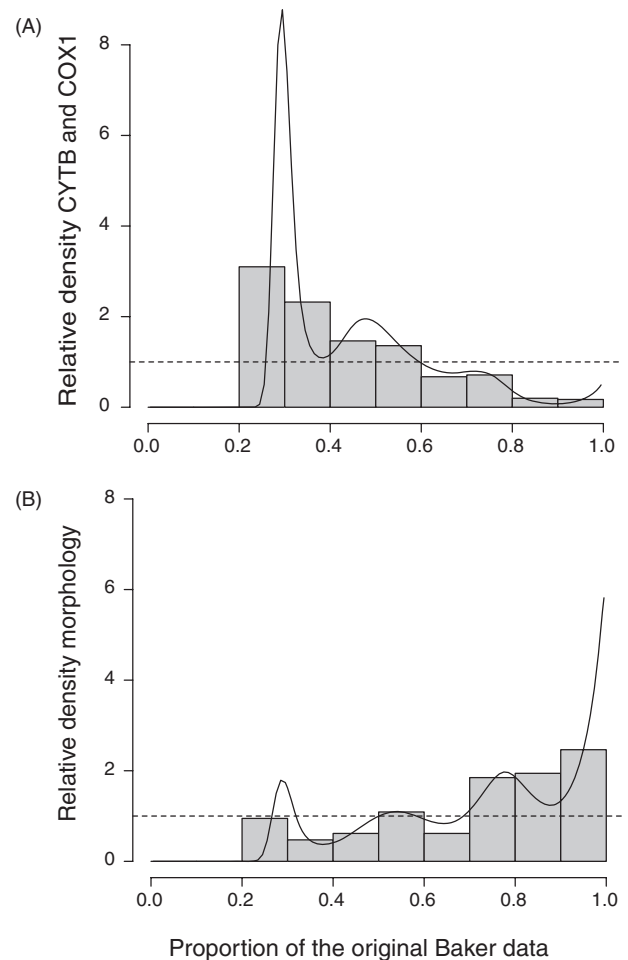 (A)
Relative density CYTB and COX1
8
6
4
2
0
0.0 0.2 0.4 0.6 0.8 1.0
(B)
Relative density morphology
8
6
4
2
0
0.0 0.2 0.4 0.6 0.8 1.0
Proportion of the original Baker data